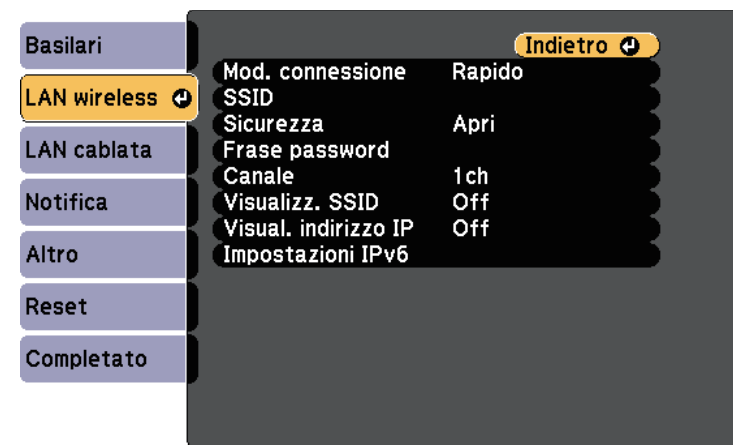 Basilari
LAN wireless
LAN cablata
Notifica
Altro
Reset
Completato
Indietro
Mod. connessione Rapido
SSID
Sicurezza Apri
Frase password
Canale 1ch
Visualizz. SSID Off
Visual. indirizzo IP Off
Impostazioni IPv6